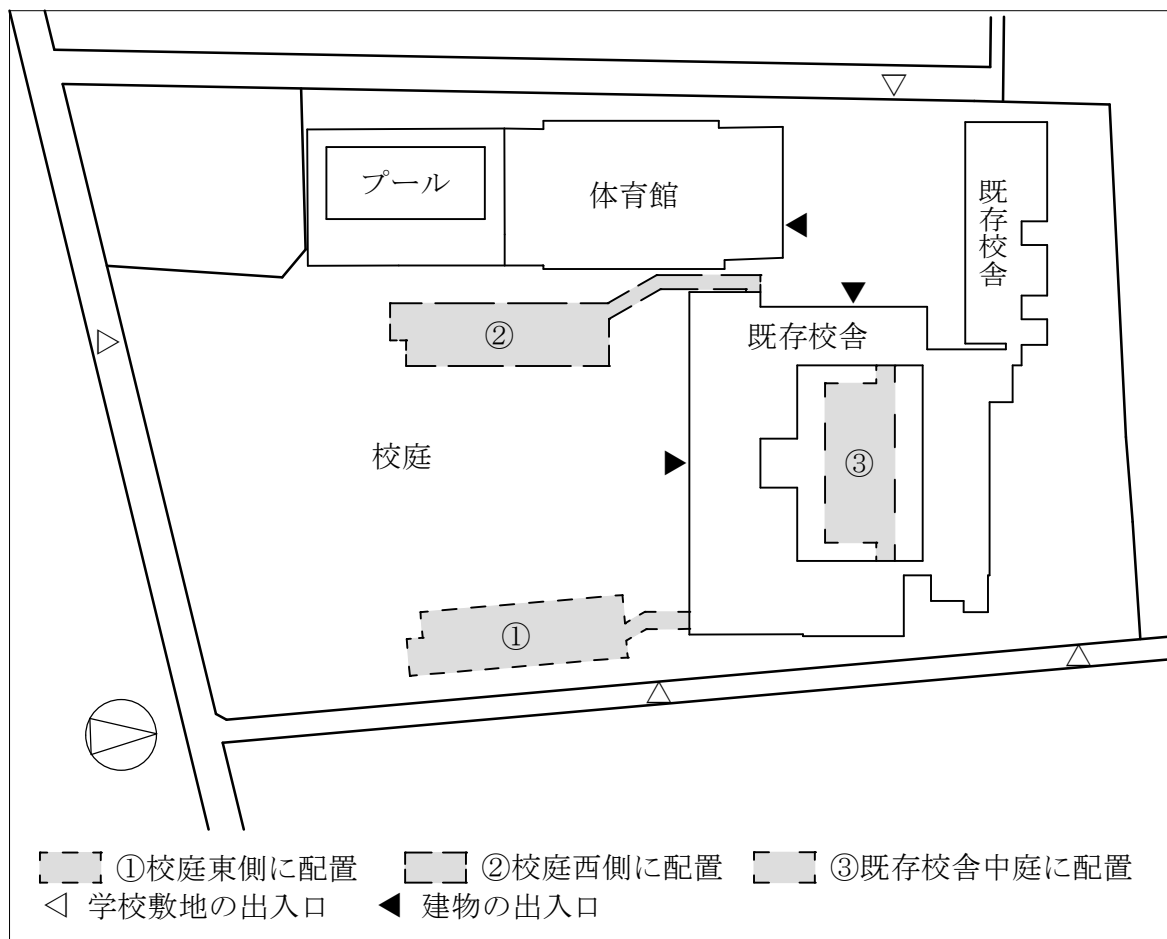 プール
体育館
既存校舎
②
既存校舎
校庭
③
①
①校庭東側に配置 ②校庭西側に配置 ③既存校舎中庭に配置
◁ 学校敷地の出入口 ◀ 建物の出入口